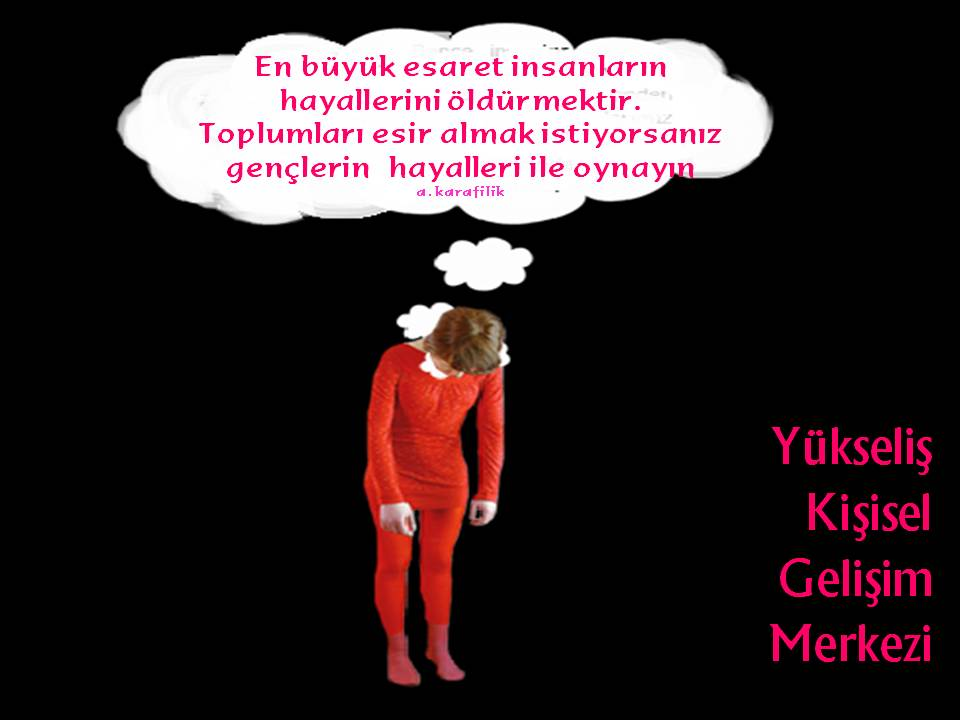 En büyük esaret insanların
hayallerini öldürmektir.
Toplumları esir almak istiyorsanız
gençlerin hayalleri ile oynayın
a.karafilik
Yükseliş
Kişisel
Gelişim
Merkezi